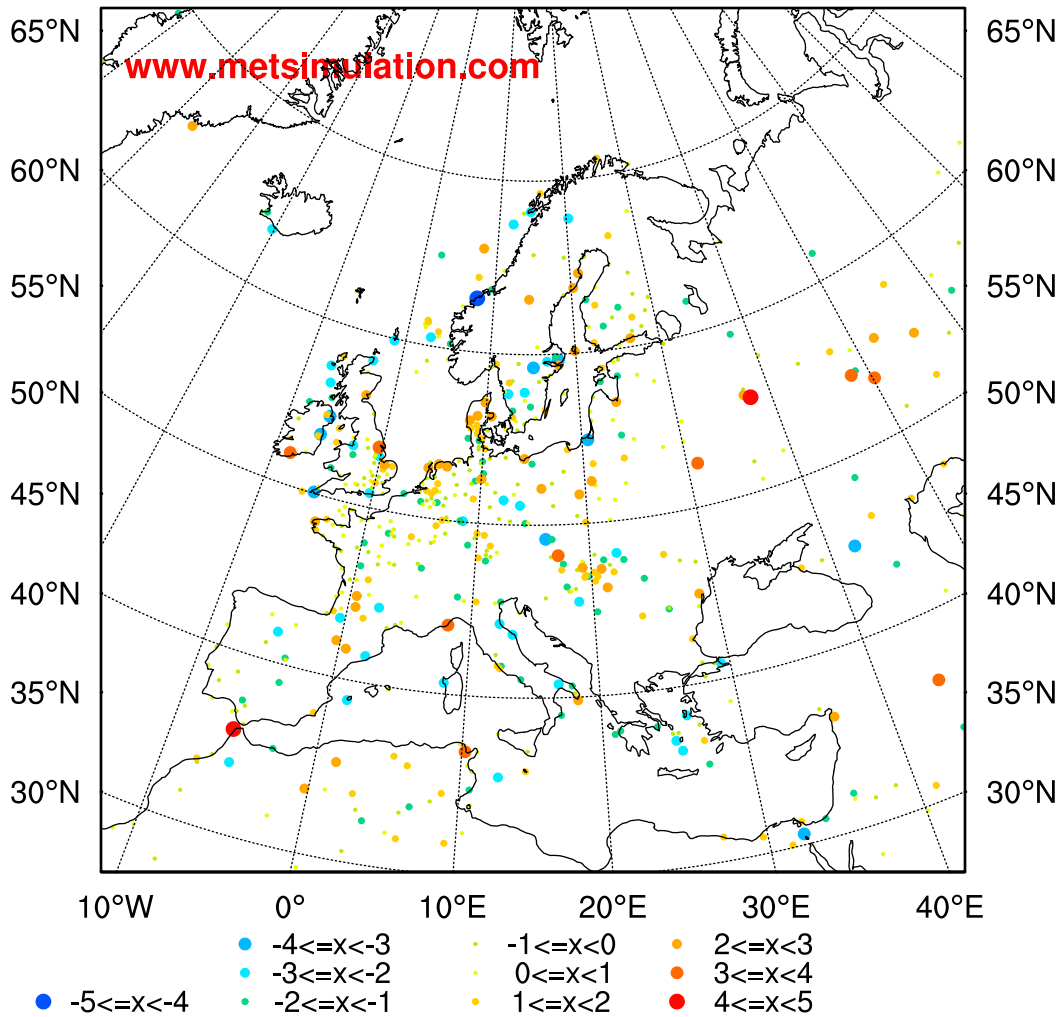 65°N 65°N
www.metsimulation.com
60°N 60°N
55°N 55°N
50°N 50°N
45°N 45°N
40°N 40°N
35°N 35°N
30°N 30°N
10°W 0° 10°E 20°E 30°E 40°E
-4<=x<-3 -1<=x<0 2<=x<3
-3<=x<-2 0<=x<1 3<=x<4
-5<=x<-4 -2<=x<-1 1<=x<2 4<=x<5